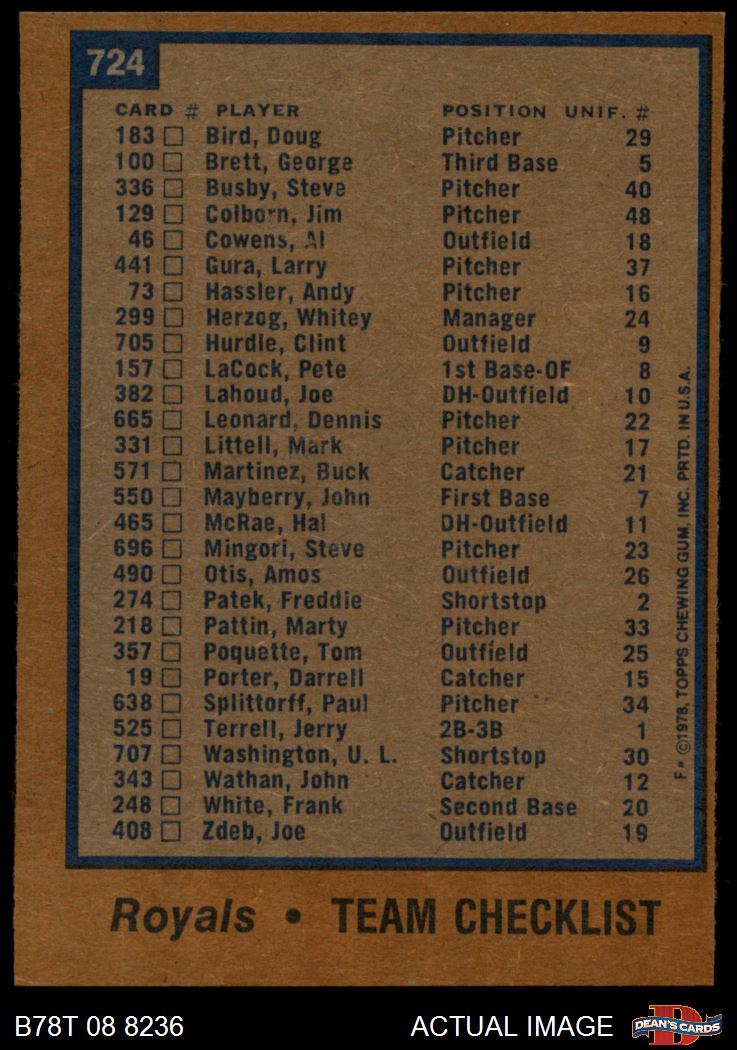 724
CARD # PLAYER POSITION UNIF. #
183 Bird, Doug Pitcher 29
100 Brett, George Third Base 5
336 Busby, Steve Pitcher 40
129 Colborn, Jim Pitcher 48
46 Cowens, Al Outfield 18
441 Gura, Larry Pitcher 37
73 Hassler, Andy Pitcher 16
299 Herzog, Whitey Manager 24
705 Hurdle, Clint Outfield 9
157 LaCock, Pete 1st Base-OF 8
382 Lahoud, Joe DH-Outfield 10
665 Leonard, Dennis Pitcher 22
331 Littell, Mark Pitcher 17
571 Martinez, Buck Catcher 21
550 Mayberry, John First Base 7
465 McRae, Hal DH-Outfield 11
696 Mingori, Steve Pitcher 23
490 Otis, Amos Outfield 26
274 Patek, Freddie Shortstop 2
218 Pattin, Marty Pitcher 33
357 Poquette, Tom Outfield 25
19 Porter, Darrell Catcher 15
638 Splittorff, Paul Pitcher 34
525 Terrell, Jerry 2B-3B 1
707 Washington, U. L. Shortstop 30
343 Wathan, John Catcher 12
248 White, Frank Second Base 20
408 Zdeb, Joe Outfield 19
F* ©1978, TOPPS CHEWING GUM, INC. PRTD. IN U.S.A.
Royals • TEAM CHECKLIST
B78T 08 8236 ACTUAL IMAGE
DEAN'S CARDS